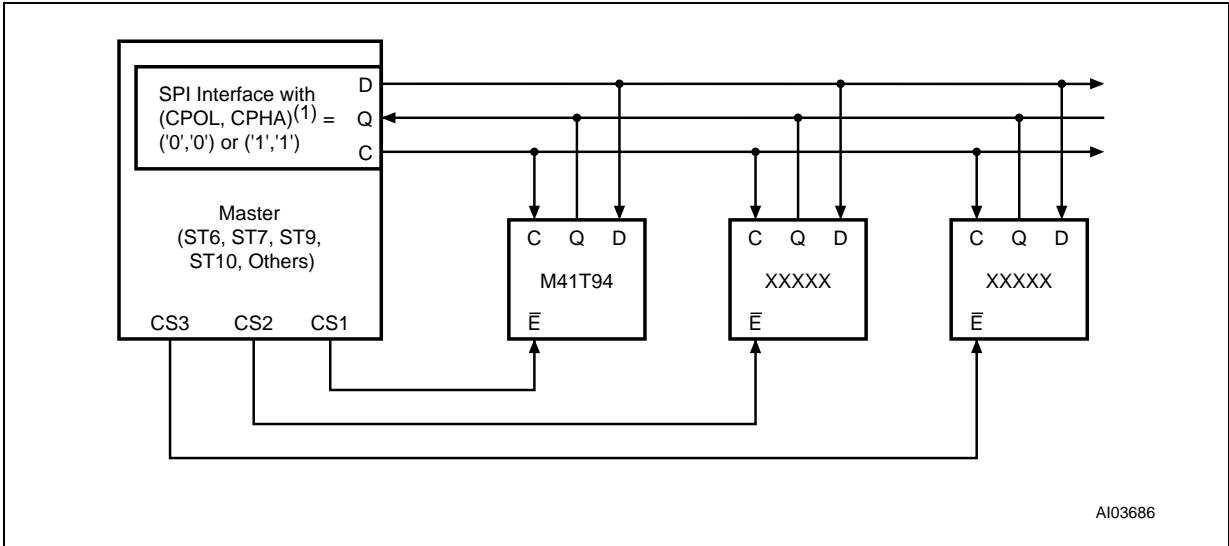 SPI Interface with
(CPOL, CPHA)(1) =
('0','0') or ('1','1')
D
Q
C
Master
(ST6, ST7, ST9,
ST10, Others)
CS3 CS2 CS1
C Q D
M41T94
E̅
C Q D
XXXXX
E̅
C Q D
XXXXX
E̅
AI03686